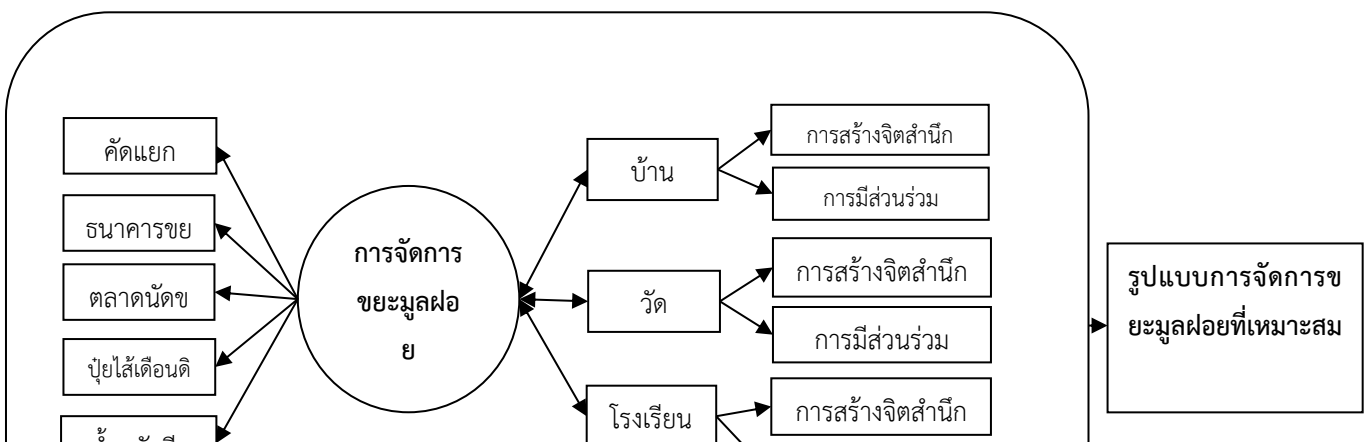 คัดแยก
ธนาคารขย
ตลาดนัดข
ปุ๋ยไส้เดือนดิ
การจัดการ
ขยะมูลฝอ
ย
บ้าน
การสร้างจิตสำนึก
การมีส่วนร่วม
วัด
การสร้างจิตสำนึก
การมีส่วนร่วม
โรงเรียน
การสร้างจิตสำนึก
รูปแบบการจัดการข
ยะมูลฝอยที่เหมาะสม